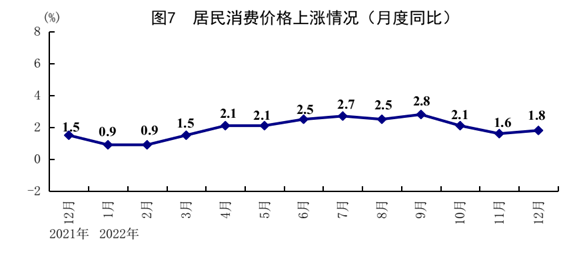 图7 居民消费价格上涨情况（月度同比）
(%)
8
6
4
2
0
-2
1.5
0.9
0.9
1.5
2.1
2.1
2.5
2.7
2.5
2.8
2.1
1.6
1.8
12月
1月
2月
3月
4月
5月
6月
7月
8月
9月
10月
11月
12月
2021年 2022年